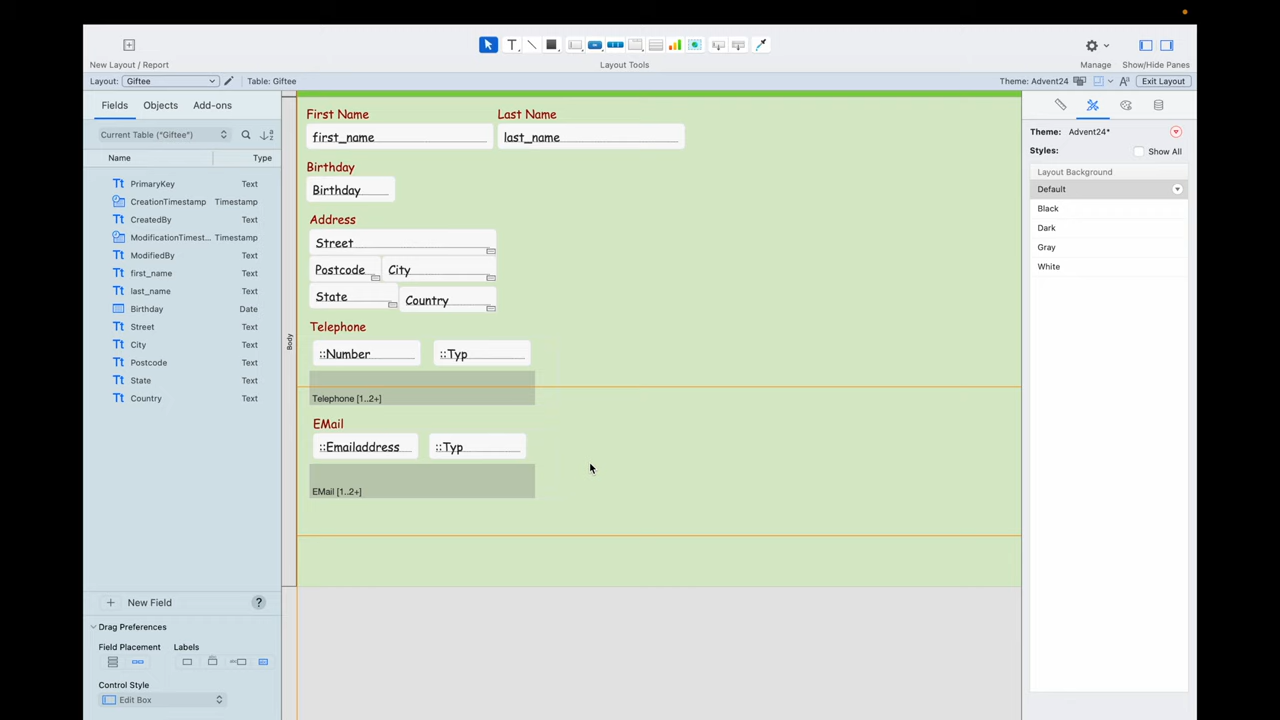 New Layout / Report
Layout Tools
Manage
Show/Hide Panes
Layout: Giftee
Table: Giftee
Theme: Advent24
Exit Layout
Fields
Objects
Add-ons
Current Table ("Giftee")
Name
Type
PrimaryKey
Text
CreationTimestamp
Timestamp
CreatedBy
Text
ModificationTimest...
Timestamp
ModifiedBy
Text
first_name
Text
last_name
Text
Birthday
Date
Street
Text
City
Text
Postcode
Text
State
Text
Country
Text
New Field
?
Drag Preferences
Field Placement
Labels
Control Style
Edit Box
Body
First Name
Last Name
first_name
last_name
Birthday
Birthday
Address
Street
Postcode
City
State
Country
Telephone
::Number
::Typ
Telephone [1..2+]
EMail
::Emailaddress
::Typ
EMail [1..2+]
Theme: Advent24*
Styles:
Show All
Layout Background
Default
Black
Dark
Gray
White